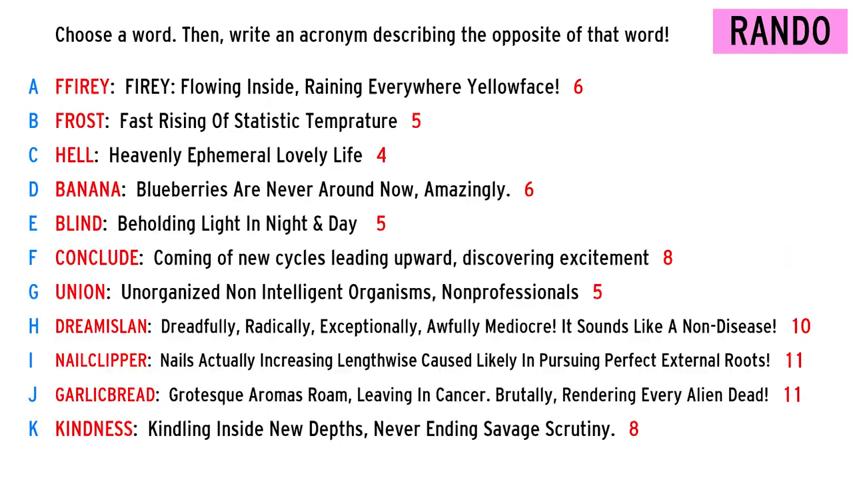 Choose a word. Then, write an acronym describing the opposite of that word!
RANDO
A FFIREY: FIREY: Flowing Inside, Raining Everywhere Yellowface! 6
B FROST: Fast Rising Of Statistic Temprature 5
C HELL: Heavenly Ephemeral Lovely Life 4
D BANANA: Blueberries Are Never Around Now, Amazingly. 6
E BLIND: Beholding Light In Night & Day 5
F CONCLUDE: Coming of new cycles leading upward, discovering excitement 8
G UNION: Unorganized Non Intelligent Organisms, Nonprofessionals 5
H DREAMISLAN: Dreadfully, Radically, Exceptionally, Awfully Mediocre! It Sounds Like A Non-Disease! 10
I NAILCLIPPER: Nails Actually Increasing Lengthwise Caused Likely In Pursuing Perfect External Roots! 11
J GARLICBREAD: Grotesque Aromas Roam, Leaving In Cancer. Brutally, Rendering Every Alien Dead! 11
K KINDNESS: Kindling Inside New Depths, Never Ending Savage Scrutiny. 8